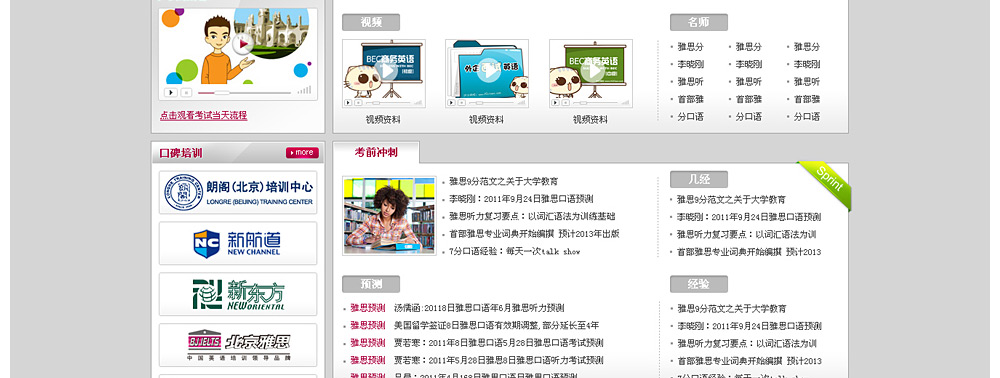 点击观看考试当天流程
视频
BEC商务英语
BEC商务英语
视频资料
视频资料
视频资料
名师
雅思分 雅思分 雅思分
李晓刚 李晓刚 李晓刚
雅思听 雅思听 雅思听
首部雅 首部雅 首部雅
分口语 分口语 分口语
口碑培训
more
朗阁(北京)培训中心
LONGRE (BEIJING) TRAINING CENTER
NC 新航道
NEW CHANNEL
新东方
NEWORIENTAL
BJIELTS 北京雅思
中国英语培训领导品牌
考前冲刺
Sprint
雅思9分范文之关于大学教育
李晓刚:2011年9月24日雅思口语预测
雅思听力复习要点:以词汇语法为训练基础
首部雅思专业词典开始编撰 预计2013年出版
7分口语经验:每天一次talk show
几经
雅思9分范文之关于大学教育
李晓刚:2011年9月24日雅思口语预测
雅思听力复习要点:以词汇语法为训
首部雅思专业词典开始编撰 预计2013
预测
雅思预测 汤儒涵:20118日雅思口语年6月雅思听力预测
雅思预测 美国留学签证8日雅思口语有效期调整,部分延长至4年
雅思预测 贾若寒:2011年8日雅思口语5月28日雅思口语考试预测
雅思预测 贾若寒:2011年5月28日雅思8日雅思口语听力考试预测
经验
雅思9分范文之关于大学教育
李晓刚:2011年9月24日雅思口语预测
雅思听力复习要点:以词汇语法为训
首部雅思专业词典开始编撰 预计2013
7分口语经验:每天一次talk show